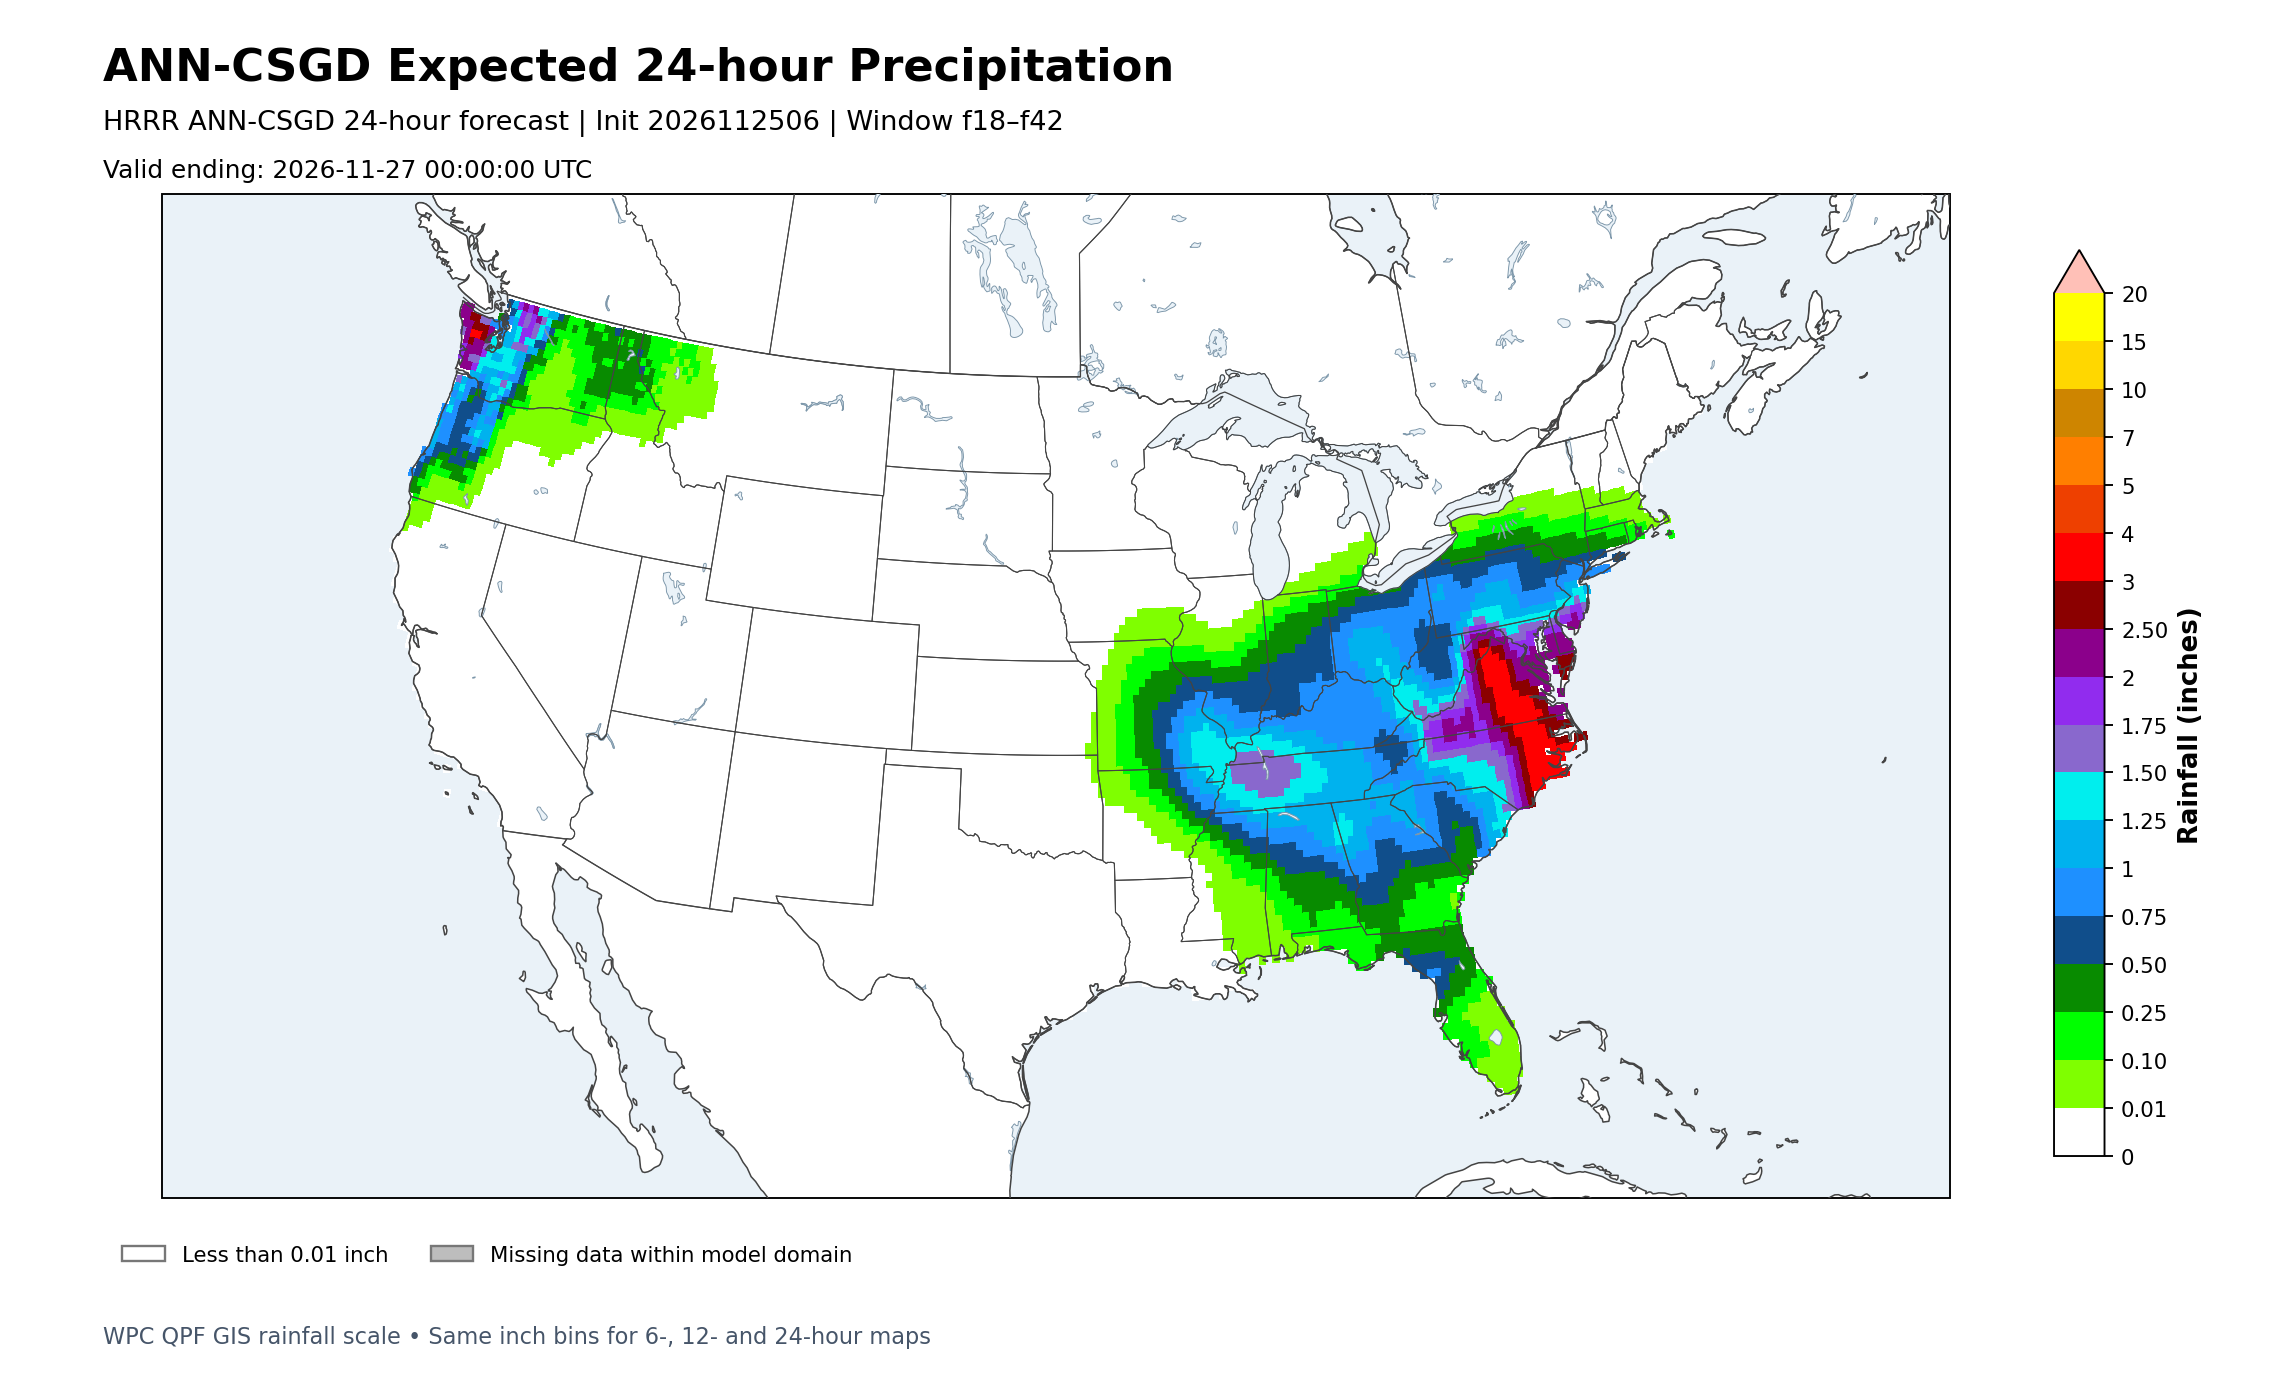 ANN-CSGD Expected 24-hour Precipitation
HRRR ANN-CSGD 24-hour forecast | Init 2026112506 | Window f18–f42
Valid ending: 2026-11-27 00:00:00 UTC
20
15
10
7
5
4
3
2.50
2
1.75
1.50
1.25
1
0.75
0.50
0.25
0.10
0.01
0
Rainfall (inches)
Less than 0.01 inch
Missing data within model domain
WPC QPF GIS rainfall scale • Same inch bins for 6-, 12- and 24-hour maps